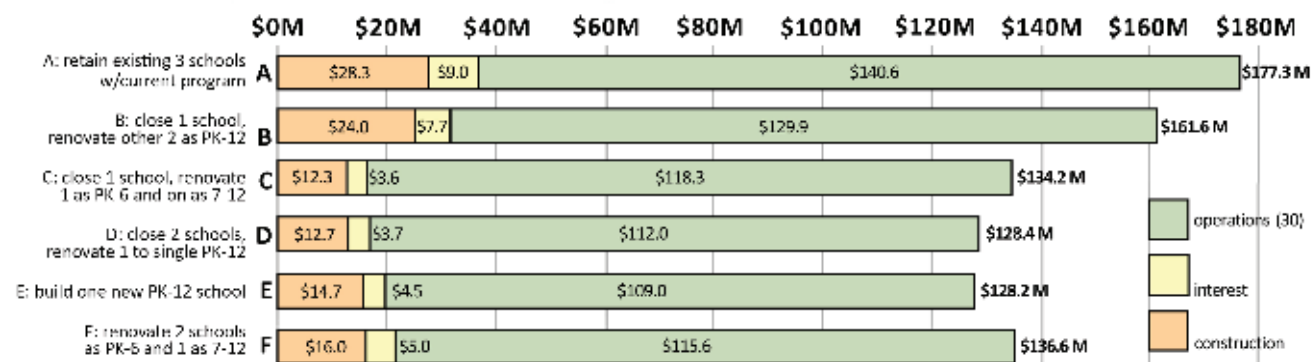 $0M $20M $40M $60M $80M $100M $120M $140M $160M $180M
A: retain existing 3 schools
w/current program
A $28.3 $9.0 $140.6 $177.3 M
B: close 1 school,
renovate other 2 as PK-12
B $24.0 $7.7 $129.9 $161.6 M
C: close 1 school, renovate
1 as PK-6 and on as 7-12
C $12.3 $3.6 $118.3 $134.2 M
D: close 2 schools,
renovate 1 to single PK-12
D $12.7 $3.7 $112.0 $128.4 M
E: build one new PK-12 school E $14.7 $4.5 $109.0 $128.2 M
F: renovate 2 schools
as PK-6 and 1 as 7-12
F $16.0 $5.0 $115.6 $136.6 M
operations (30)
interest
construction